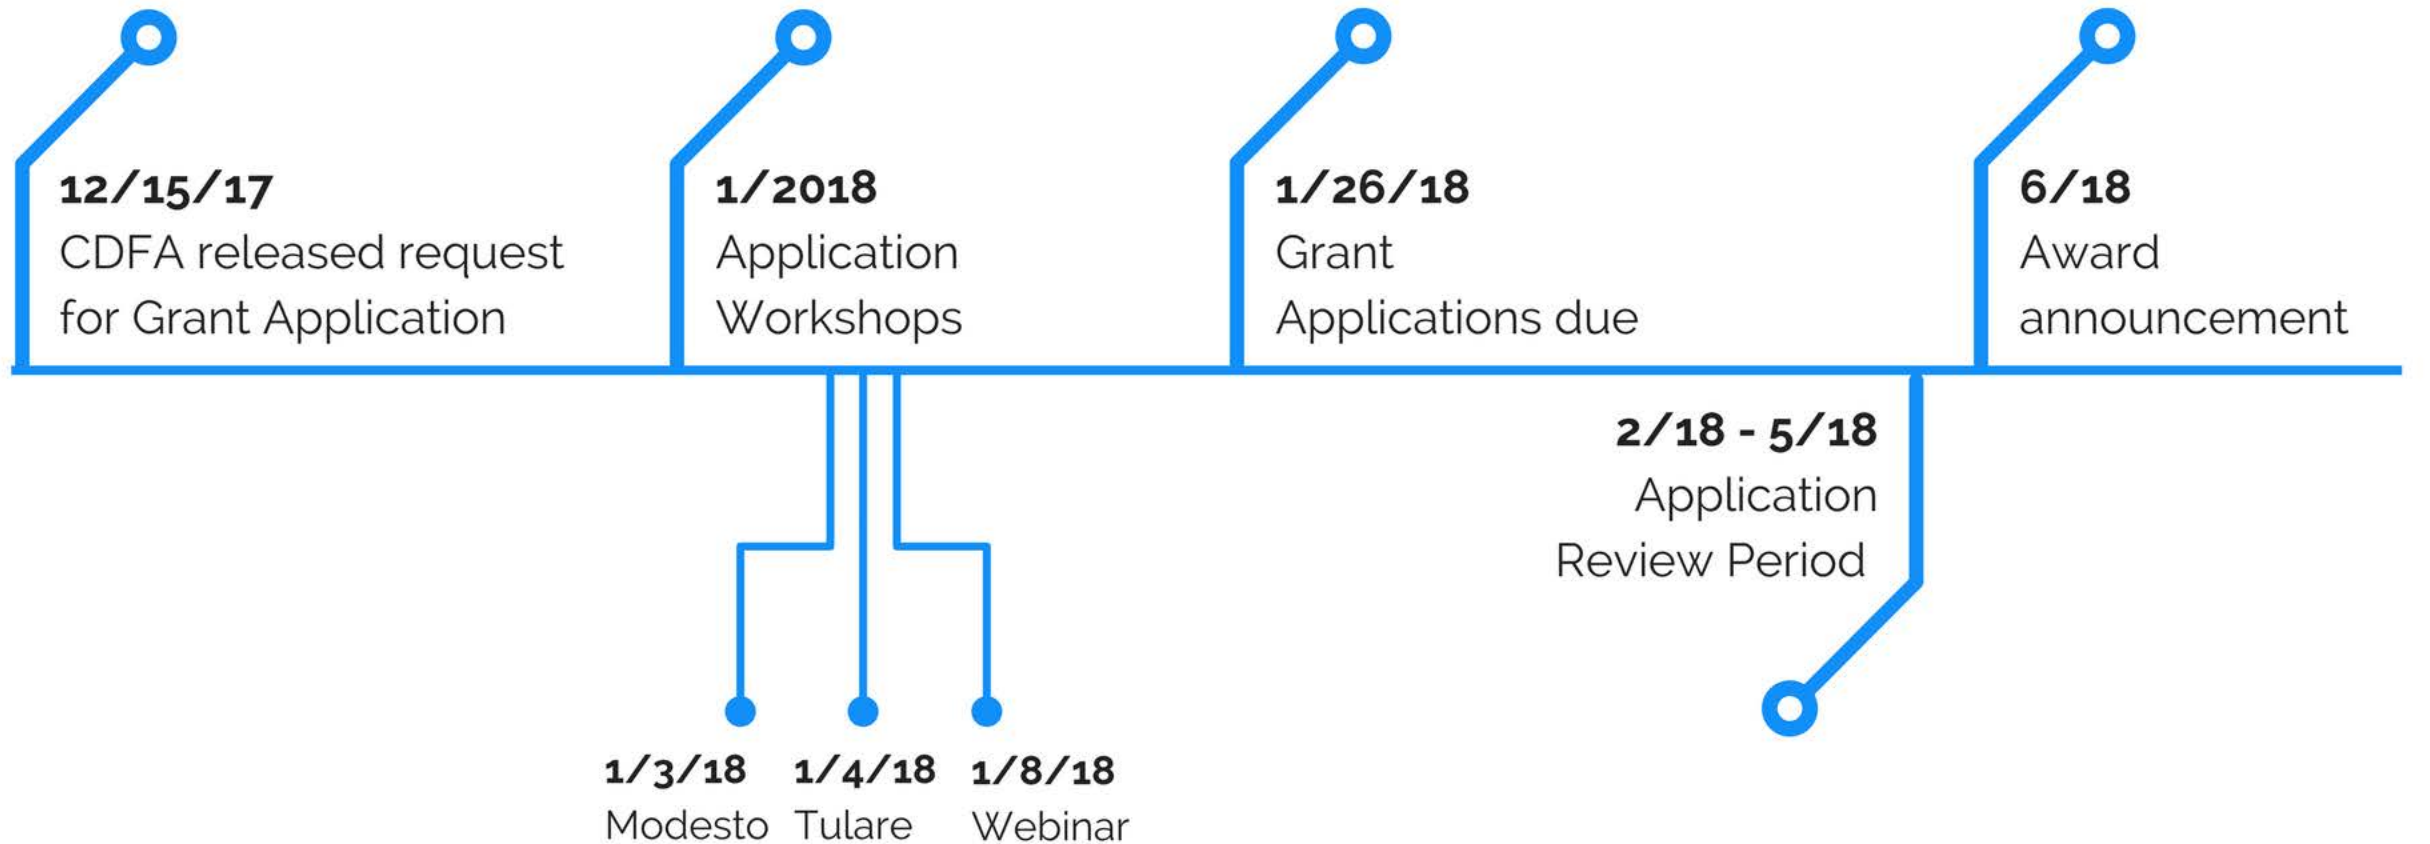 12/15/17
CDFA released request
for Grant Application
1/2018
Application
Workshops
1/26/18
Grant
Applications due
6/18
Award
announcement
2/18 - 5/18
Application
Review Period
1/3/18
Modesto
1/4/18
Tulare
1/8/18
Webinar